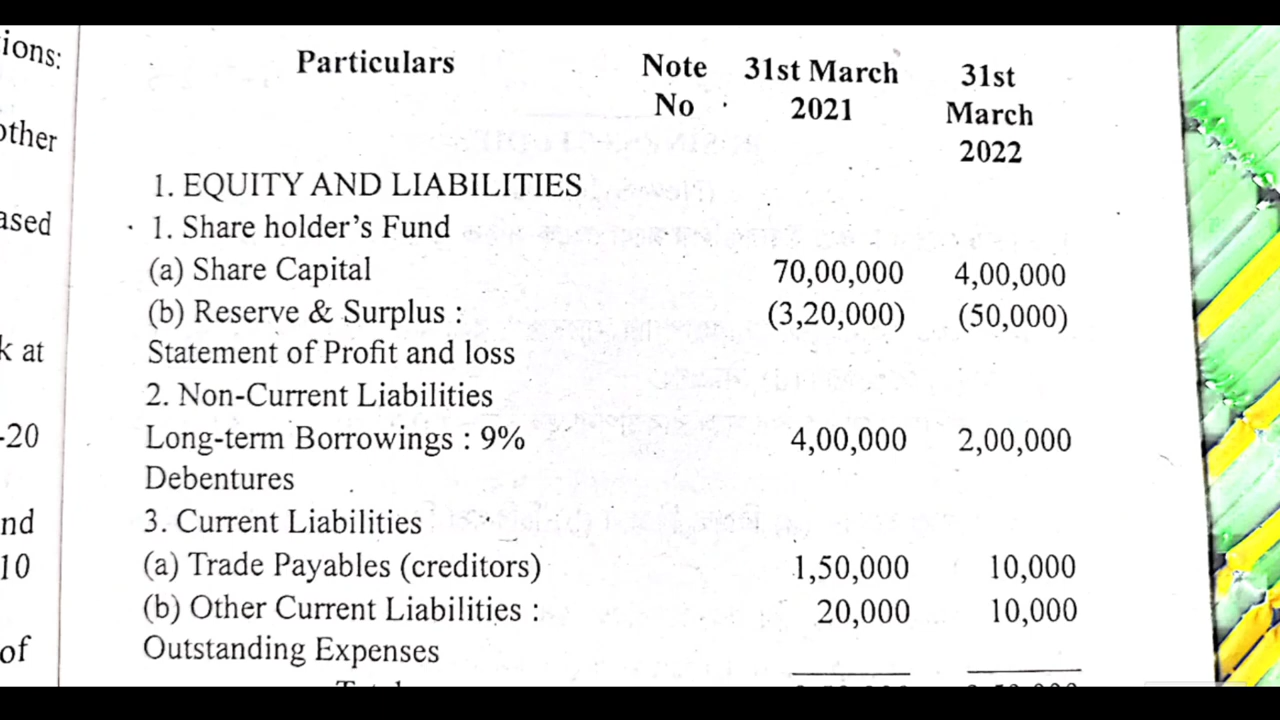 ions:
Particulars Note 31st March 31st
No 2021 March
2022
other
1. EQUITY AND LIABILITIES
ased
1. Share holder's Fund
(a) Share Capital 70,00,000 4,00,000
(b) Reserve & Surplus : (3,20,000) (50,000)
k at
Statement of Profit and loss
2. Non-Current Liabilities
-20
Long-term Borrowings : 9% 4,00,000 2,00,000
Debentures
nd
3. Current Liabilities
10
(a) Trade Payables (creditors) 1,50,000 10,000
(b) Other Current Liabilities : 20,000 10,000
of
Outstanding Expenses